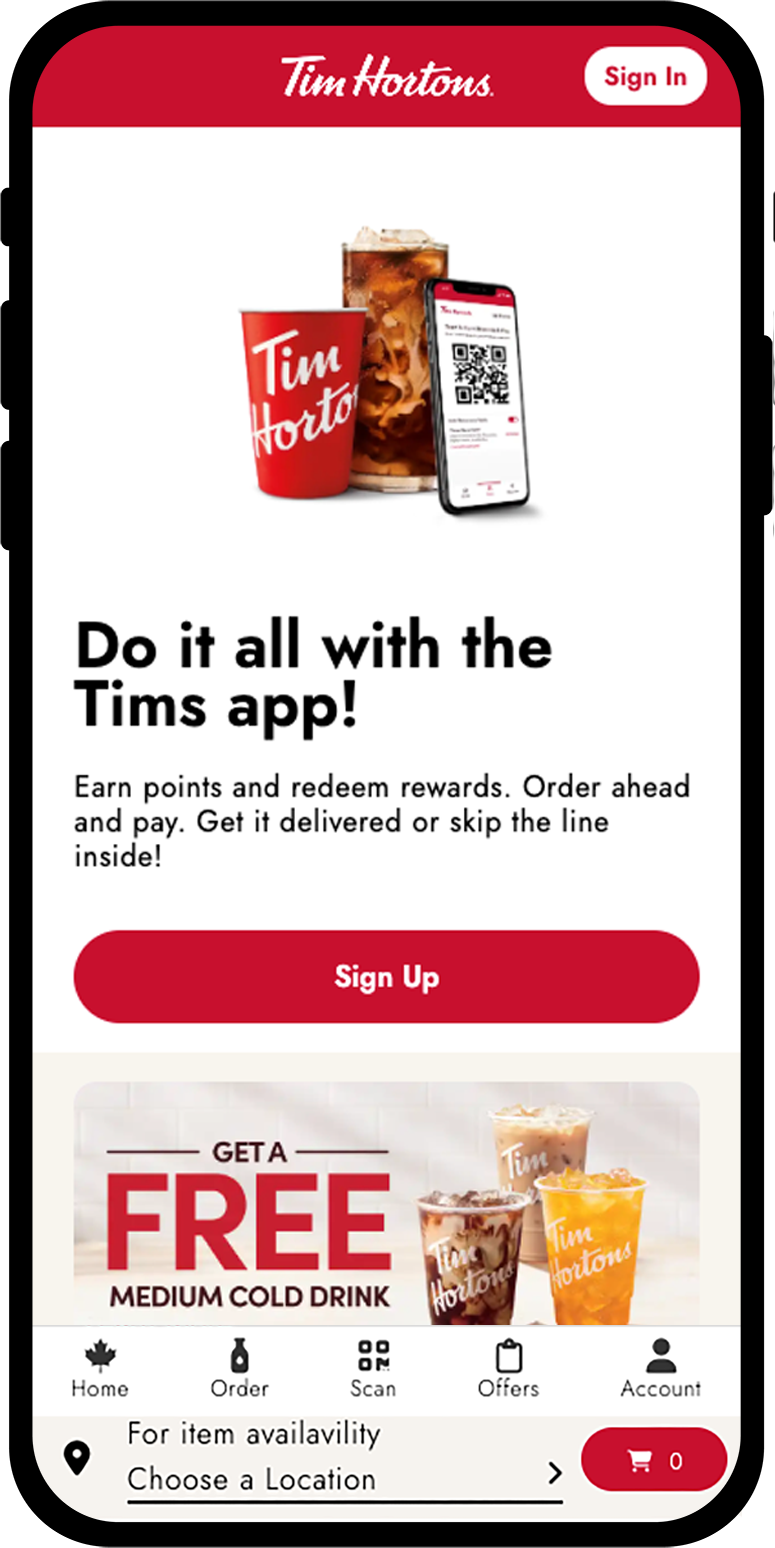 Tim Hortons.
Sign In
Tim
Horto
Do it all with the
Tims app!
Earn points and redeem rewards. Order ahead
and pay. Get it delivered or skip the line
inside!
Sign Up
GET A
FREE
MEDIUM COLD DRINK
Tim
Tim
Hortons
Tim
Hortons
Home
Order
Scan
Offers
Account
For item availavility
Choose a Location
0